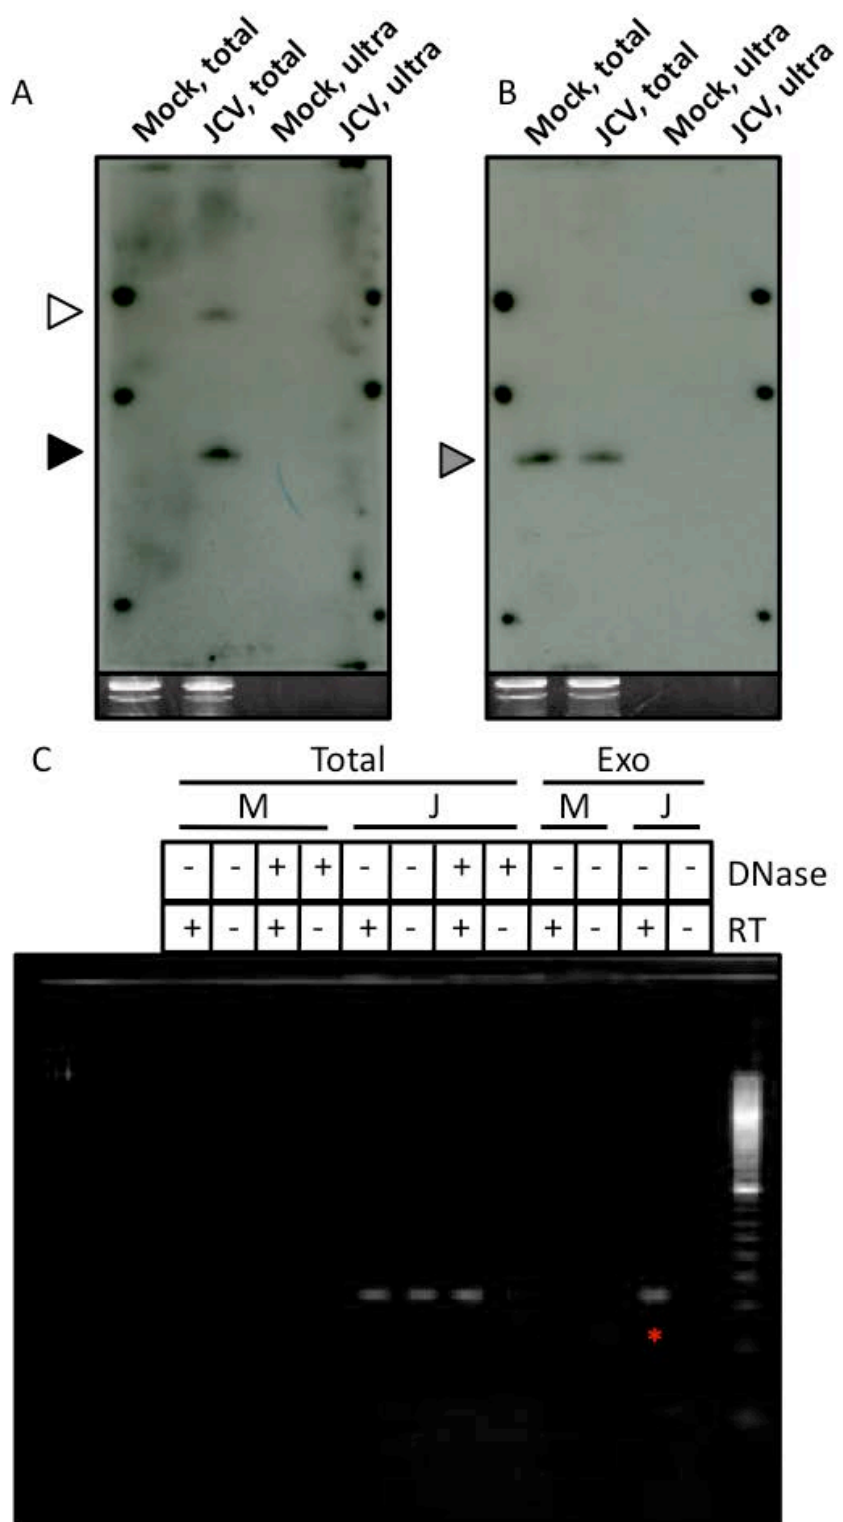 A
Mock, total
JCV, total
Mock, ultra
JCV, ultra
B
Mock, total
JCV, total
Mock, ultra
JCV, ultra
C
Total Exo
M J M J
- - + + - - + + - - - - DNase
+ - + - + - + - + - + - RT
*